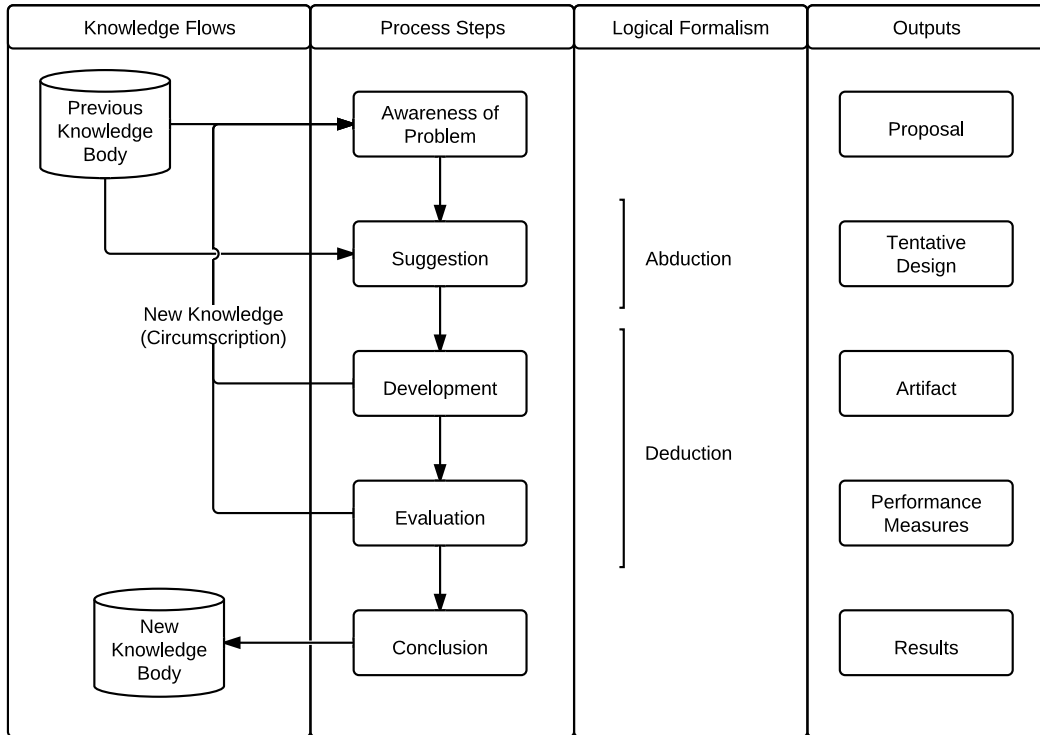 Knowledge Flows
Process Steps
Logical Formalism
Outputs
Previous
Knowledge
Body
Awareness of
Problem
Proposal
Suggestion
Abduction
Tentative
Design
New Knowledge
(Circumscription)
Development
Artifact
Deduction
Evaluation
Performance
Measures
New
Knowledge
Body
Conclusion
Results